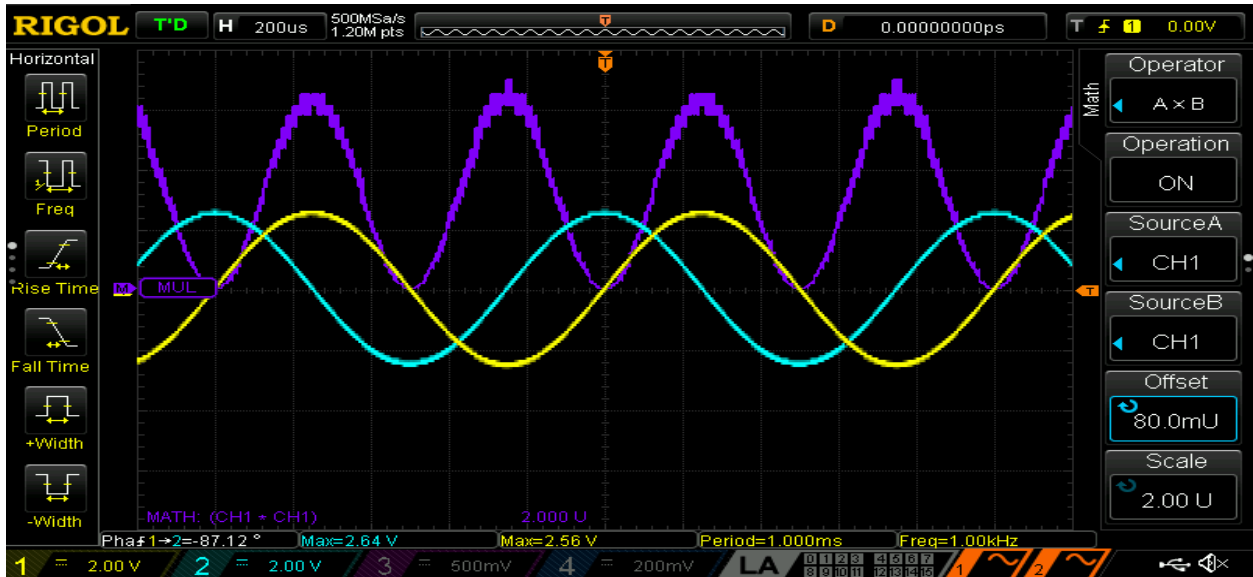 RIGOL T'D H 200us 500MSa/s 1.20M pts T D 0.00000000ps T 1 0.00V
Horizontal
Period
Freq
Rise Time
Fall Time
+Width
-Width
T
M MUL
T
MATH: (CH1 * CH1) 2.000 U
Math
Operator
A×B
Operation
ON
SourceA
CH1
SourceB
CH1
Offset
80.0mU
Scale
2.00 U
Pha 1→2=-87.12 ° Max=2.64 V Max=2.56 V Period=1.000ms Freq=1.00kHz
1 = 2.00 V 2 = 2.00 V 3 = 500mV 4 = 200mV LA 0 1 2 3 4 5 6 7 1 2
8 9 10 11 12 13 14 15